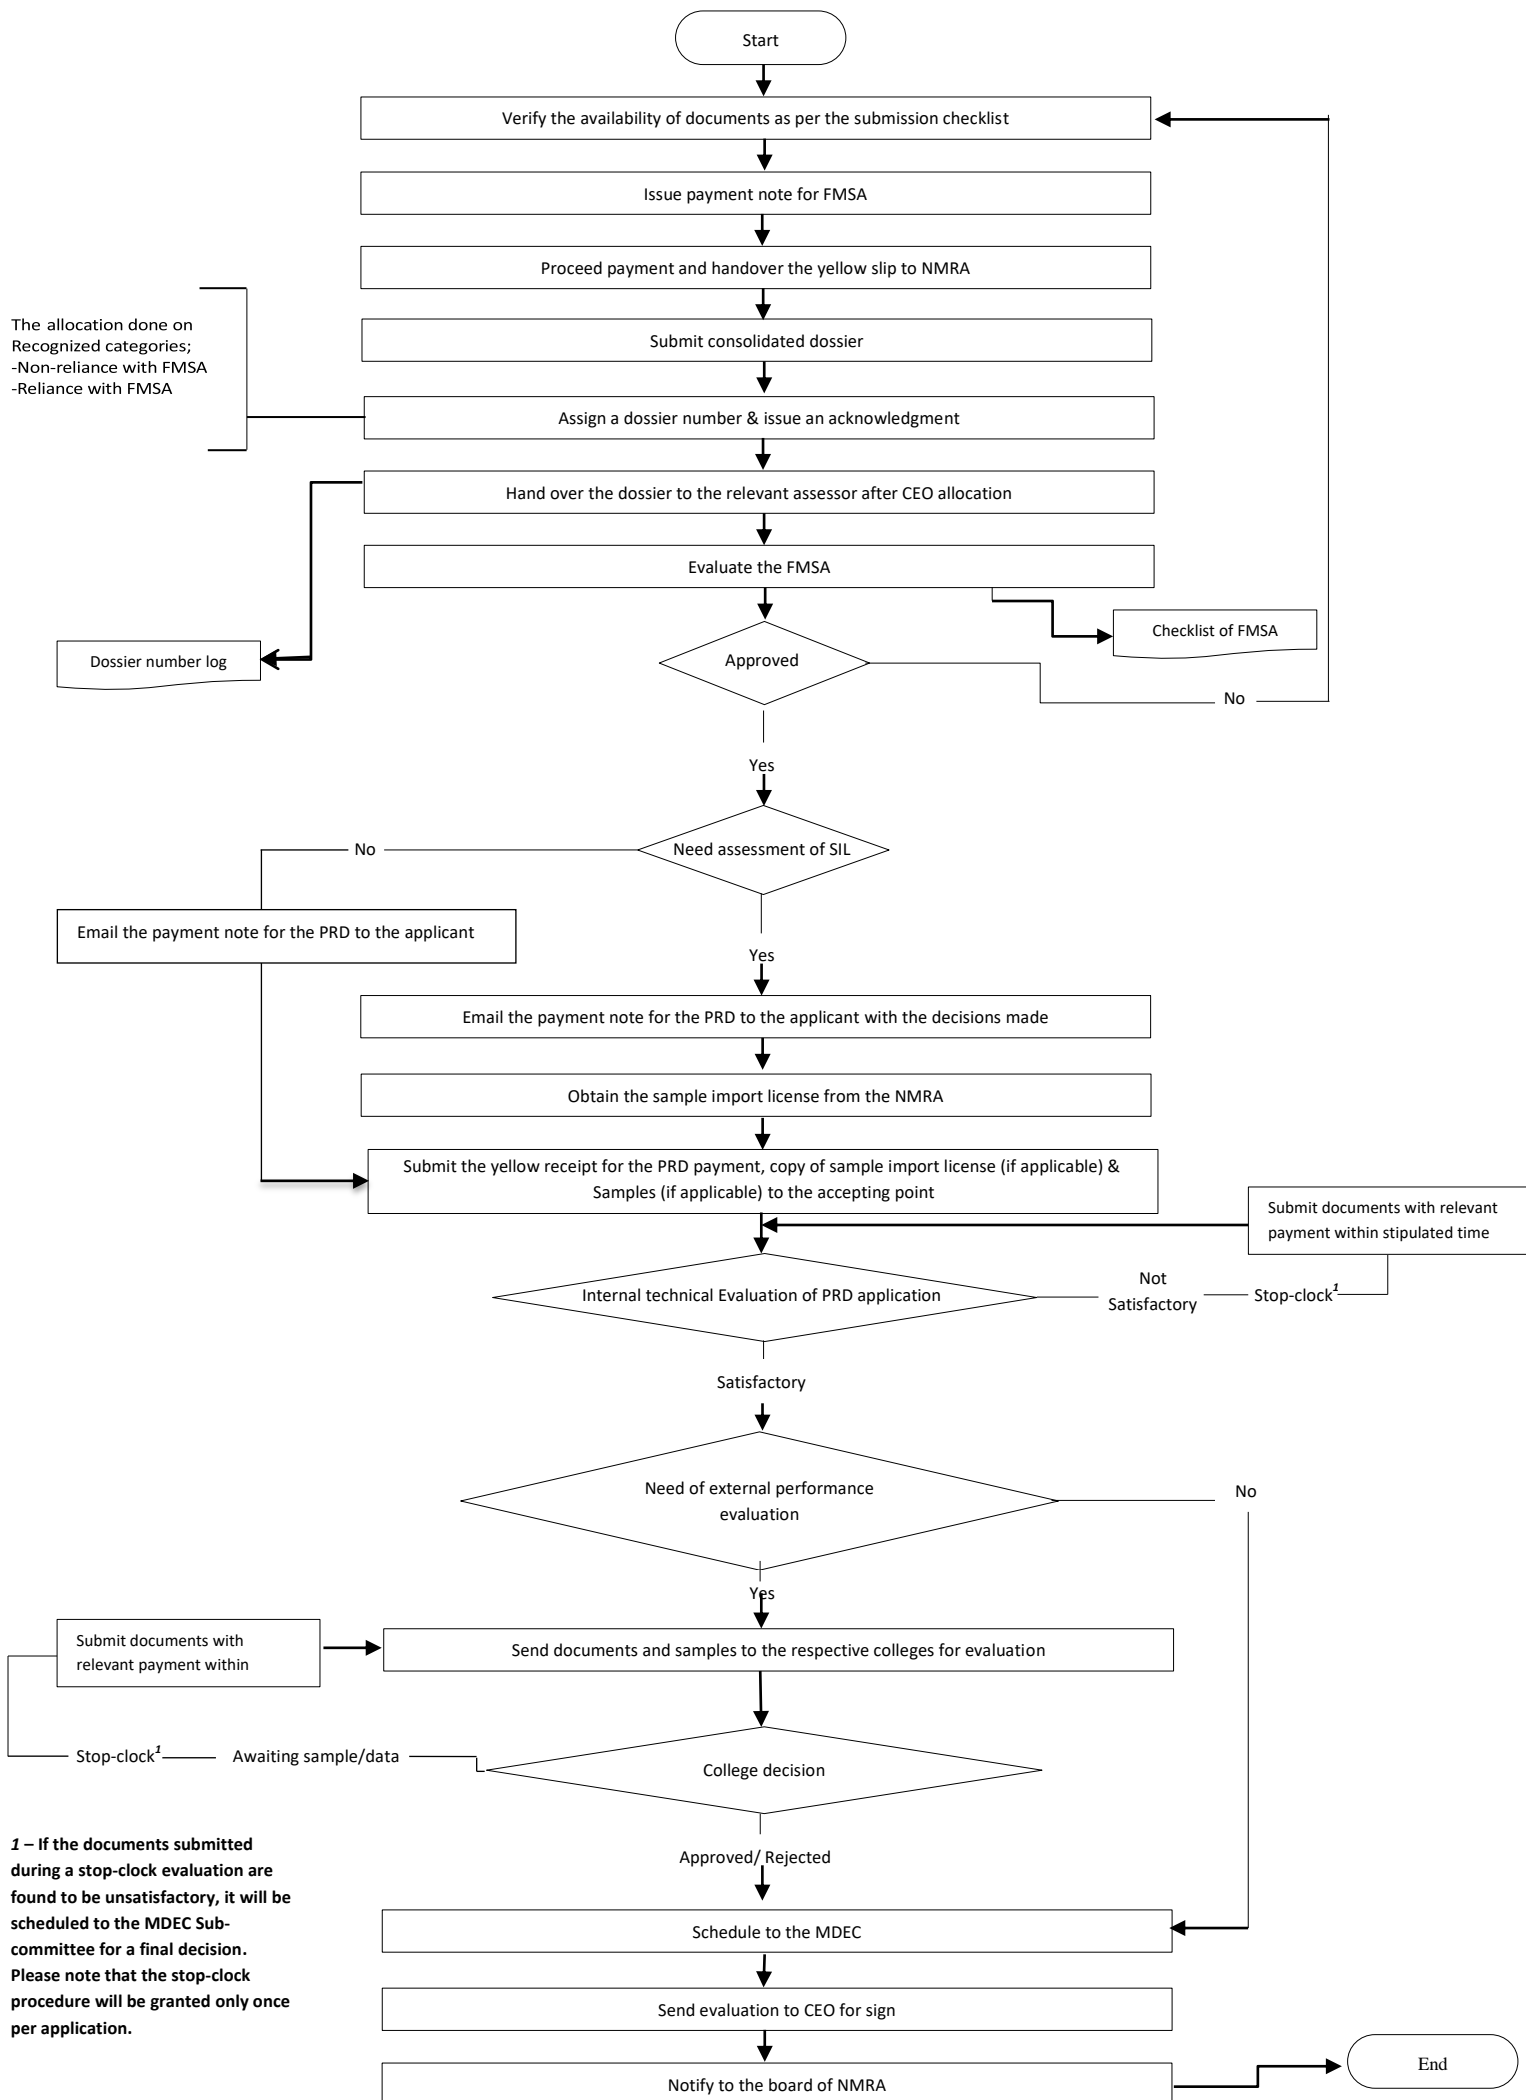 Start
Verify the availability of documents as per the submission checklist
Issue payment note for FMSA
Proceed payment and handover the yellow slip to NMRA
The allocation done on
Recognized categories;
-Non-reliance with FMSA
-Reliance with FMSA
Submit consolidated dossier
Assign a dossier number & issue an acknowledgment
Hand over the dossier to the relevant assessor after CEO allocation
Evaluate the FMSA
Checklist of FMSA
Dossier number log
Approved
No
Yes
Need assessment of SIL
No
Email the payment note for the PRD to the applicant
Yes
Email the payment note for the PRD to the applicant with the decisions made
Obtain the sample import license from the NMRA
Submit the yellow receipt for the PRD payment, copy of sample import license (if applicable) &
Samples (if applicable) to the accepting point
Submit documents with relevant
payment within stipulated time
Internal technical Evaluation of PRD application
Not
Satisfactory
Stop-clock1
Satisfactory
Need of external performance
evaluation
No
Yes
Submit documents with
relevant payment within
Send documents and samples to the respective colleges for evaluation
Stop-clock1
Awaiting sample/data
College decision
Approved/ Rejected
1 – If the documents submitted
during a stop-clock evaluation are
found to be unsatisfactory, it will be
scheduled to the MDEC Sub-
committee for a final decision.
Please note that the stop-clock
procedure will be granted only once
per application.
Schedule to the MDEC
Send evaluation to CEO for sign
Notify to the board of NMRA
End